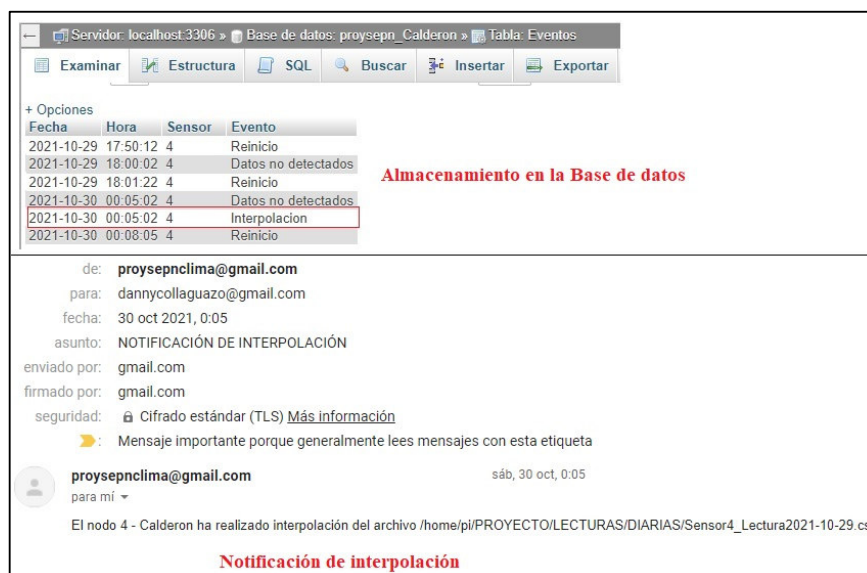 ← Servidor: localhost:3306 » Base de datos: proysepn_Calderon » Tabla: Eventos
Examinar Estructura SQL Buscar Insertar Exportar
+ Opciones
Fecha Hora Sensor Evento
2021-10-29 17:50:12 4 Reinicio
2021-10-29 18:00:02 4 Datos no detectados
2021-10-29 18:01:22 4 Reinicio
2021-10-30 00:05:02 4 Datos no detectados
2021-10-30 00:05:02 4 Interpolacion
2021-10-30 00:08:05 4 Reinicio
Almacenamiento en la Base de datos
de: proysepnclima@gmail.com
para: dannycollaguazo@gmail.com
fecha: 30 oct 2021, 0:05
asunto: NOTIFICACIÓN DE INTERPOLACIÓN
enviado por: gmail.com
firmado por: gmail.com
seguridad: Cifrado estándar (TLS) Más información
: Mensaje importante porque generalmente lees mensajes con esta etiqueta
proysepnclima@gmail.com sáb, 30 oct, 0:05
para mí
El nodo 4 - Calderon ha realizado interpolación del archivo /home/pi/PROYECTO/LECTURAS/DIARIAS/Sensor4_Lectura2021-10-29.cs
Notificación de interpolación